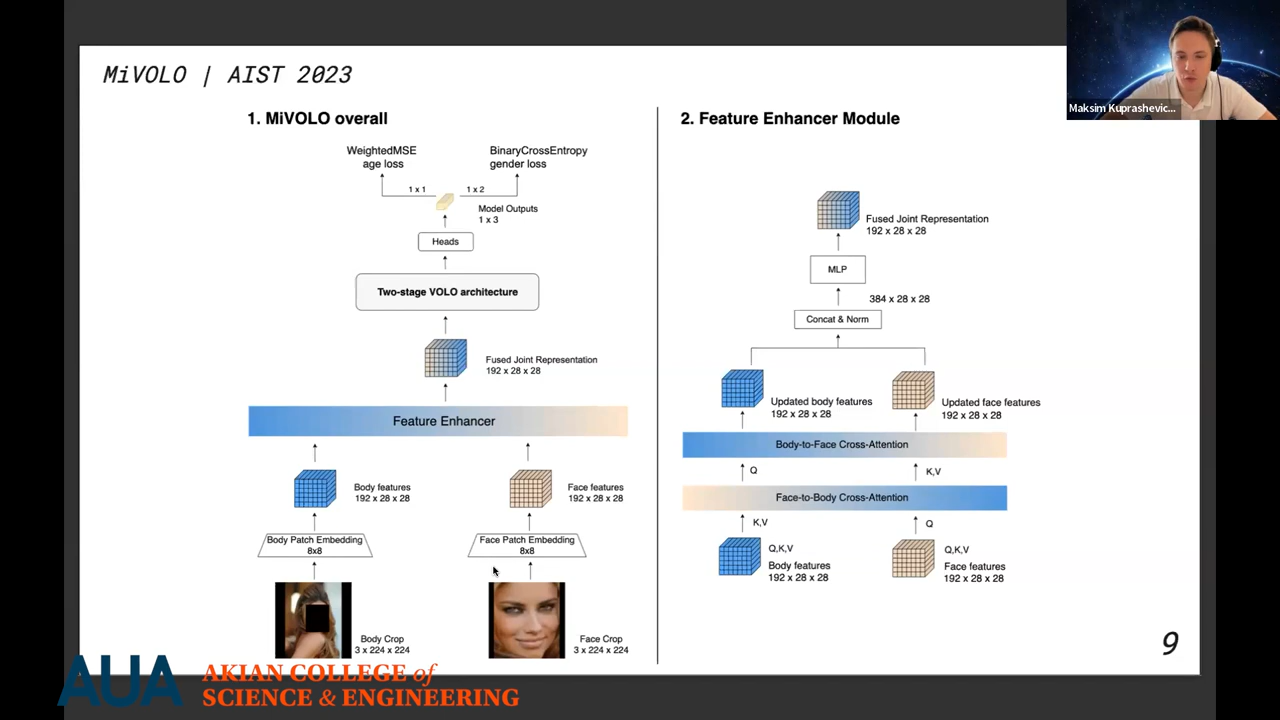 MiVOLO | AIST 2023
Maksim Kuprashevic...
1. MiVOLO overall
WeightedMSE
age loss
BinaryCrossEntropy
gender loss
1 x 1
1 x 2
Model Outputs
1 x 3
Heads
Two-stage VOLO architecture
Fused Joint Representation
192 x 28 x 28
Feature Enhancer
Body features
192 x 28 x 28
Face features
192 x 28 x 28
Body Patch Embedding
8x8
Face Patch Embedding
8x8
Body Crop
3 x 224 x 224
Face Crop
3 x 224 x 224
2. Feature Enhancer Module
Fused Joint Representation
192 x 28 x 28
MLP
384 x 28 x 28
Concat & Norm
Updated body features
192 x 28 x 28
Updated face features
192 x 28 x 28
Body-to-Face Cross-Attention
Q
K,V
Face-to-Body Cross-Attention
K,V
Q
Q,K,V
Body features
192 x 28 x 28
Q,K,V
Face features
192 x 28 x 28
9
AUA
AKIAN COLLEGE of
SCIENCE & ENGINEERING